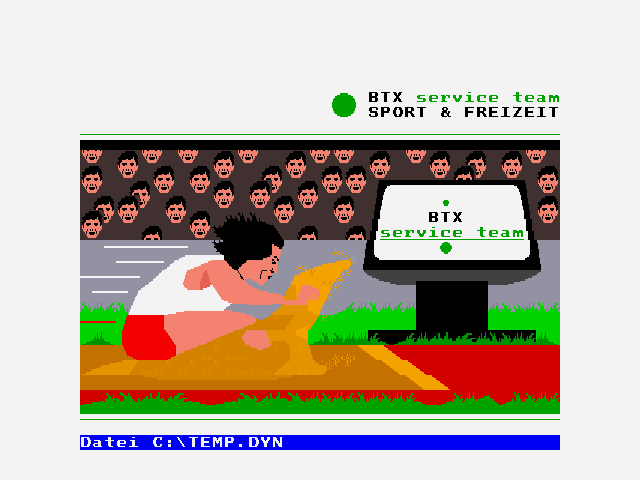 BTX service team
SPORT & FREIZEIT
BTX
service team
Datei C:\TEMP.DYN